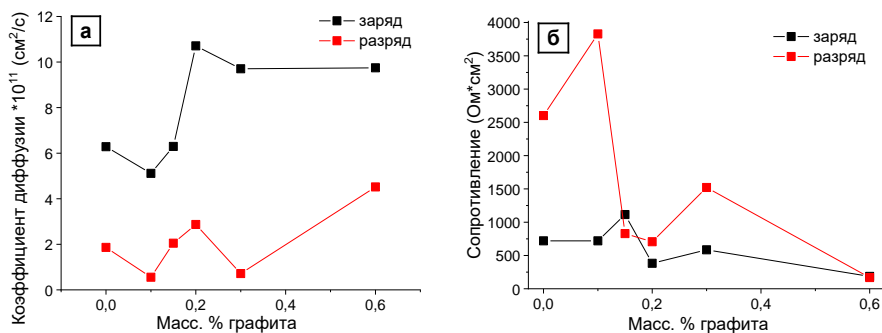 а
заряд
разряд
Коэффициент диффузии *10¹¹ (см²/с)
12
10
8
6
4
2
0
0,0
0,2
0,4
0,6
Масс. % графита
б
заряд
разряд
Сопротивление (Ом*см²)
4000
3500
3000
2500
2000
1500
1000
500
0
0,0
0,2
0,4
0,6
Масс. % графита